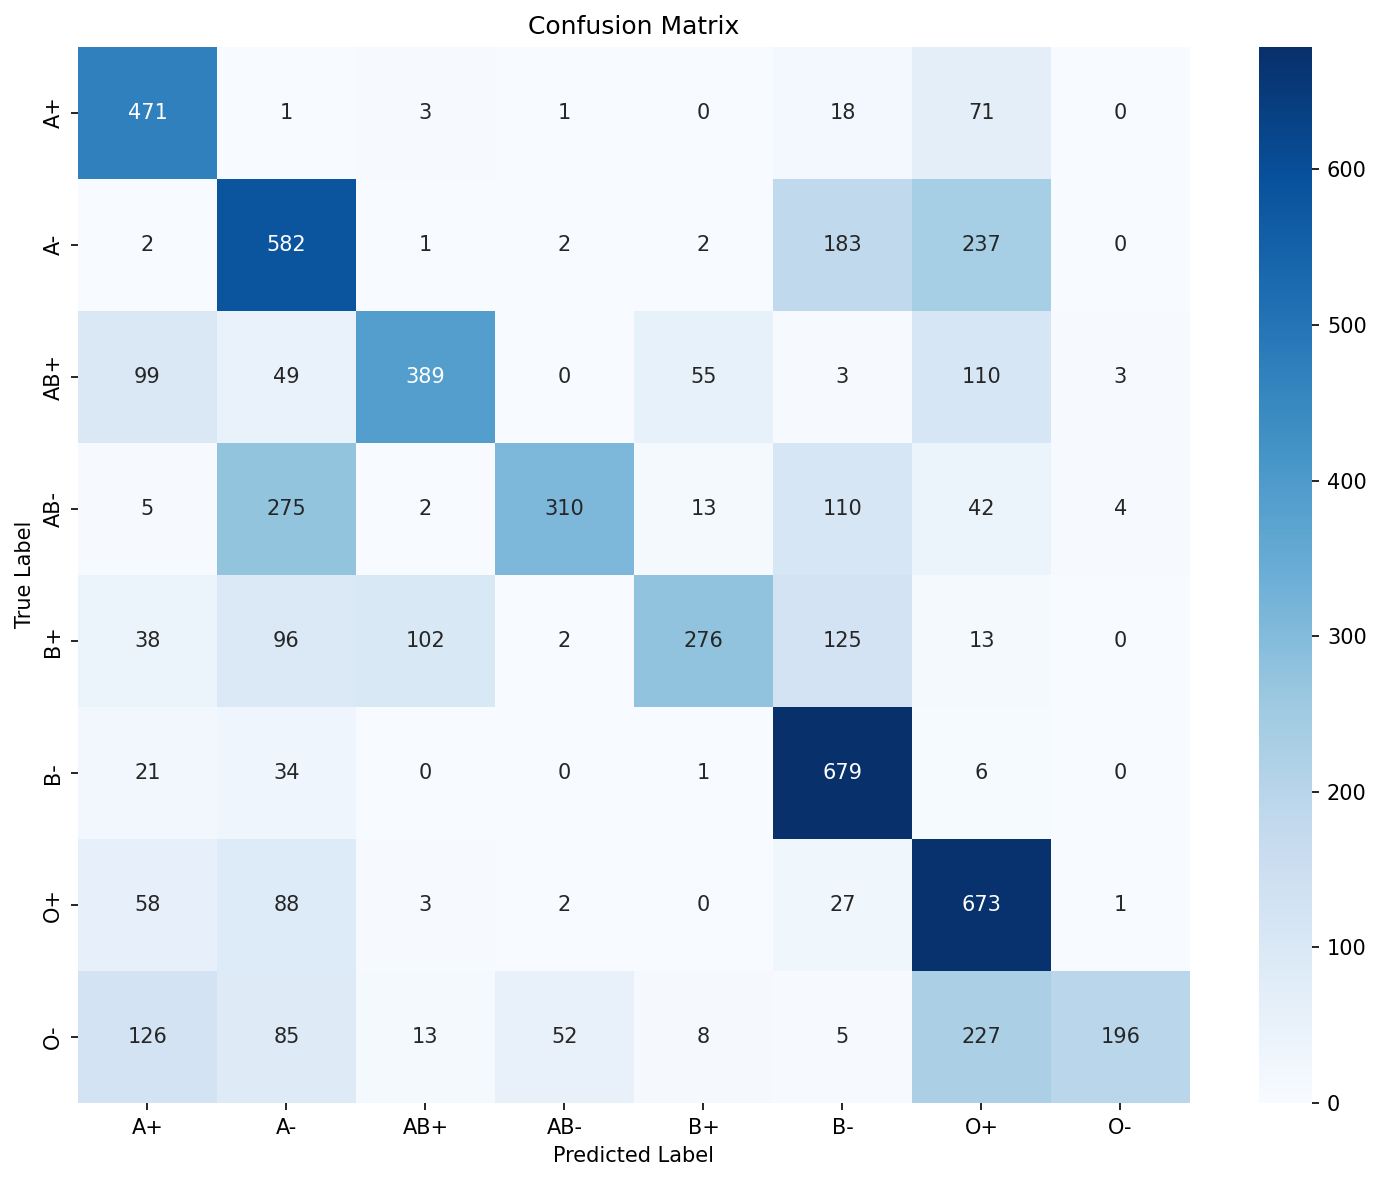 Confusion Matrix
A+ 471 1 3 1 0 18 71 0
A- 2 582 1 2 2 183 237 0
AB+ 99 49 389 0 55 3 110 3
AB- 5 275 2 310 13 110 42 4
B+ 38 96 102 2 276 125 13 0
B- 21 34 0 0 1 679 6 0
O+ 58 88 3 2 0 27 673 1
O- 126 85 13 52 8 5 227 196
A+ A- AB+ AB- B+ B- O+ O-
Predicted Label
True Label
600
500
400
300
200
100
0